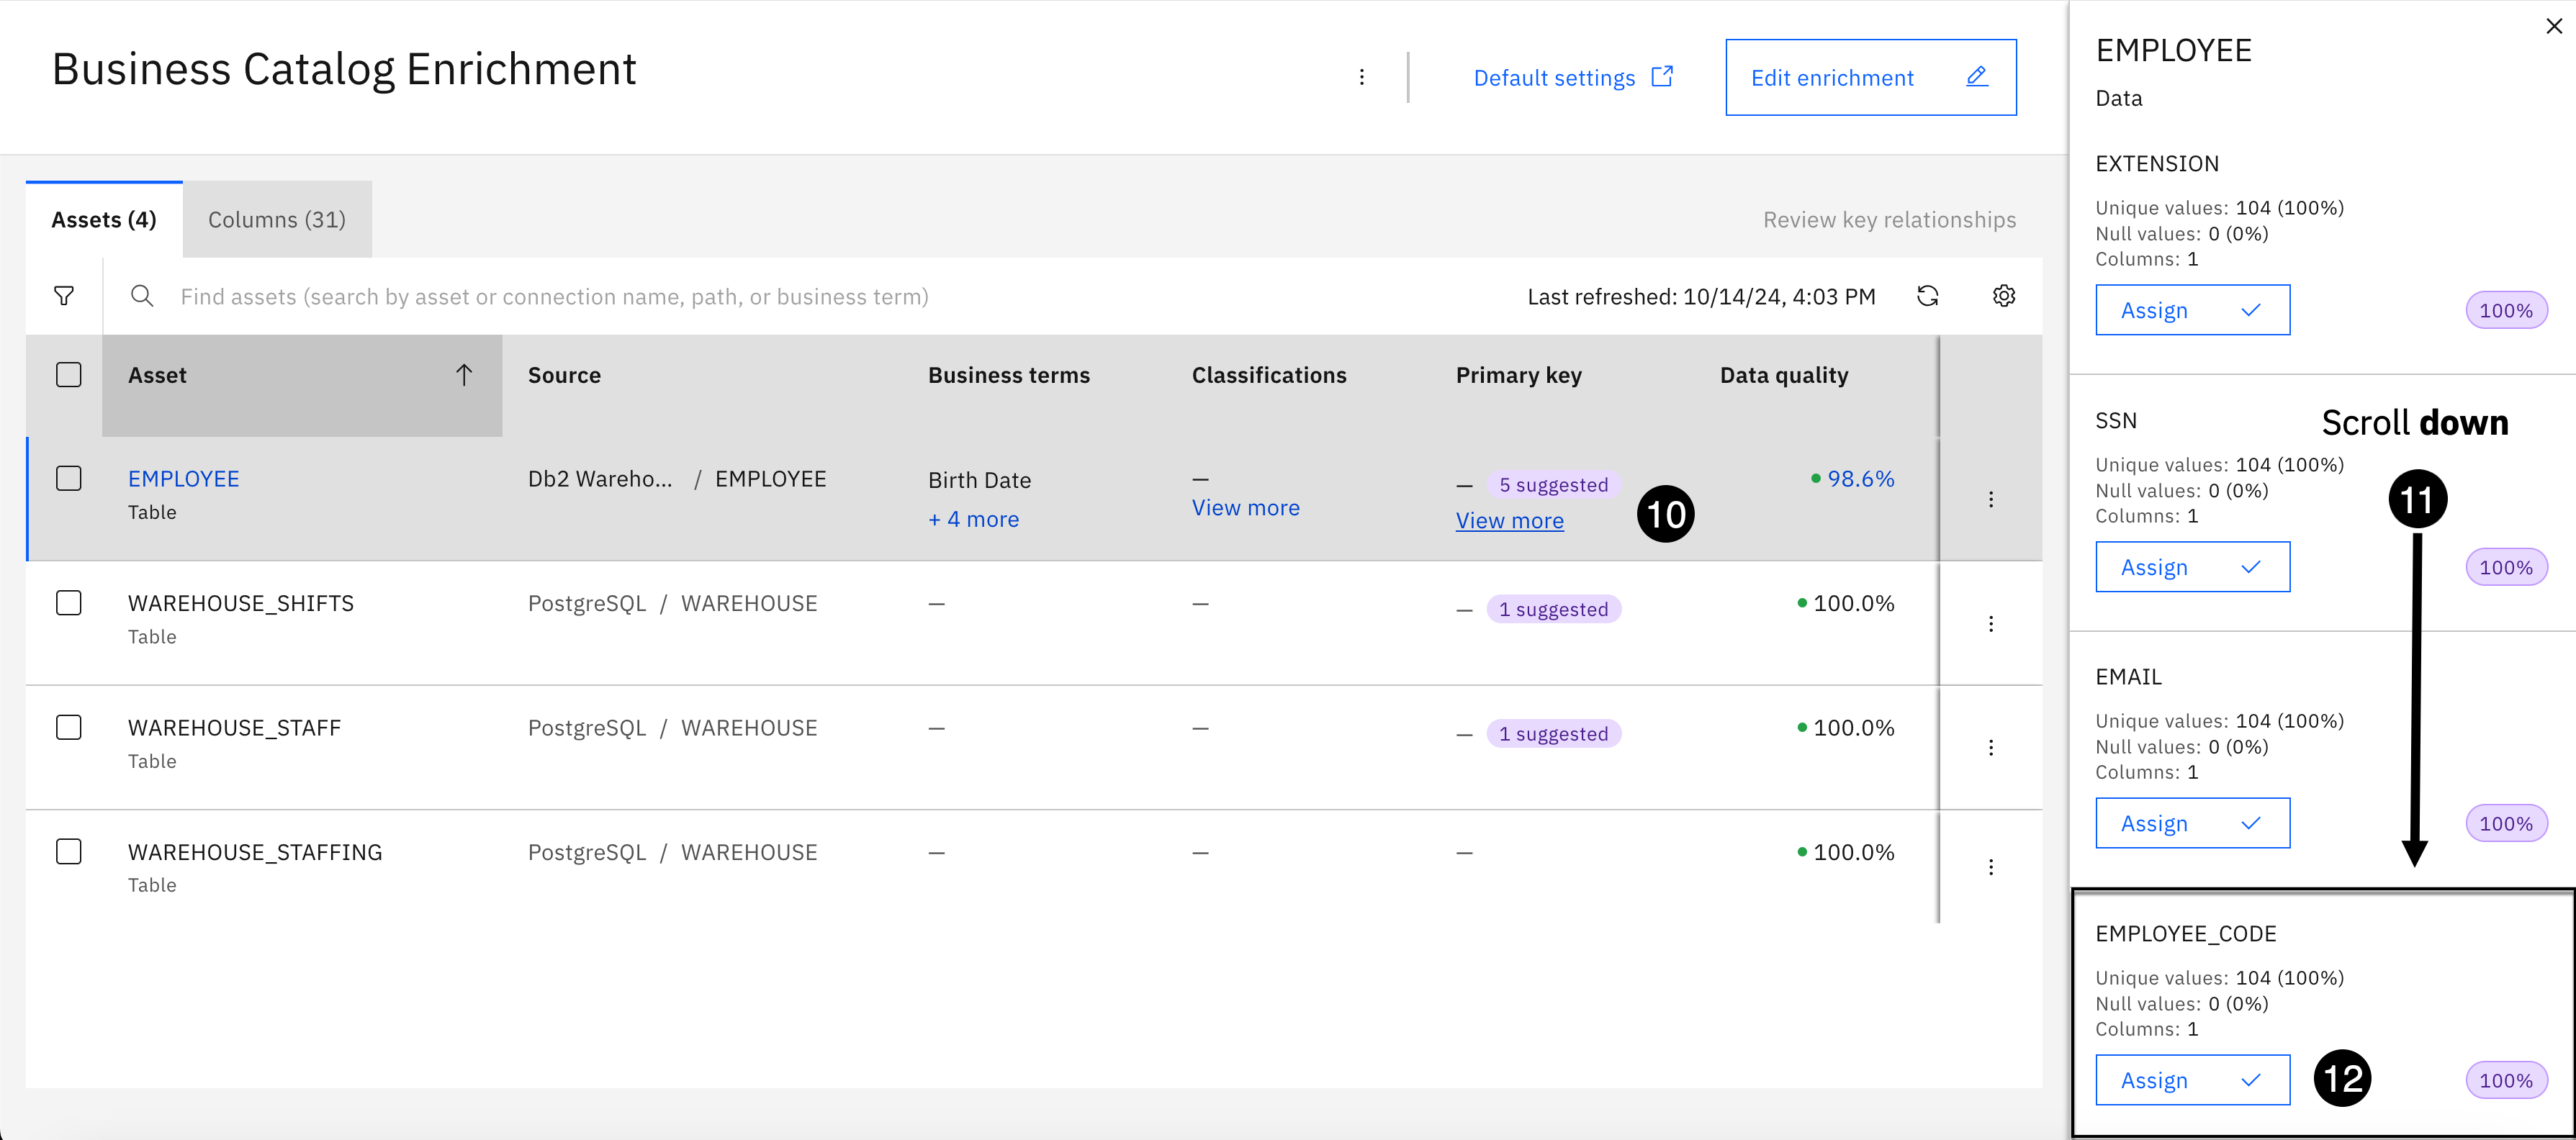 Business Catalog Enrichment
Default settings
Edit enrichment
Assets (4)
Columns (31)
Review key relationships
Find assets (search by asset or connection name, path, or business term)
Last refreshed: 10/14/24, 4:03 PM
Asset
Source
Business terms
Classifications
Primary key
Data quality
EMPLOYEE
Table
Db2 Wareho... / EMPLOYEE
Birth Date
+ 4 more
—
View more
— 5 suggested
View more
10
98.6%
WAREHOUSE_SHIFTS
Table
PostgreSQL / WAREHOUSE
—
—
— 1 suggested
100.0%
WAREHOUSE_STAFF
Table
PostgreSQL / WAREHOUSE
—
—
— 1 suggested
100.0%
WAREHOUSE_STAFFING
Table
PostgreSQL / WAREHOUSE
—
—
—
100.0%
EMPLOYEE
Data
EXTENSION
Unique values: 104 (100%)
Null values: 0 (0%)
Columns: 1
Assign
100%
SSN
Scroll down
Unique values: 104 (100%)
Null values: 0 (0%)
Columns: 1
11
Assign
100%
EMAIL
Unique values: 104 (100%)
Null values: 0 (0%)
Columns: 1
Assign
100%
EMPLOYEE_CODE
Unique values: 104 (100%)
Null values: 0 (0%)
Columns: 1
Assign
12
100%